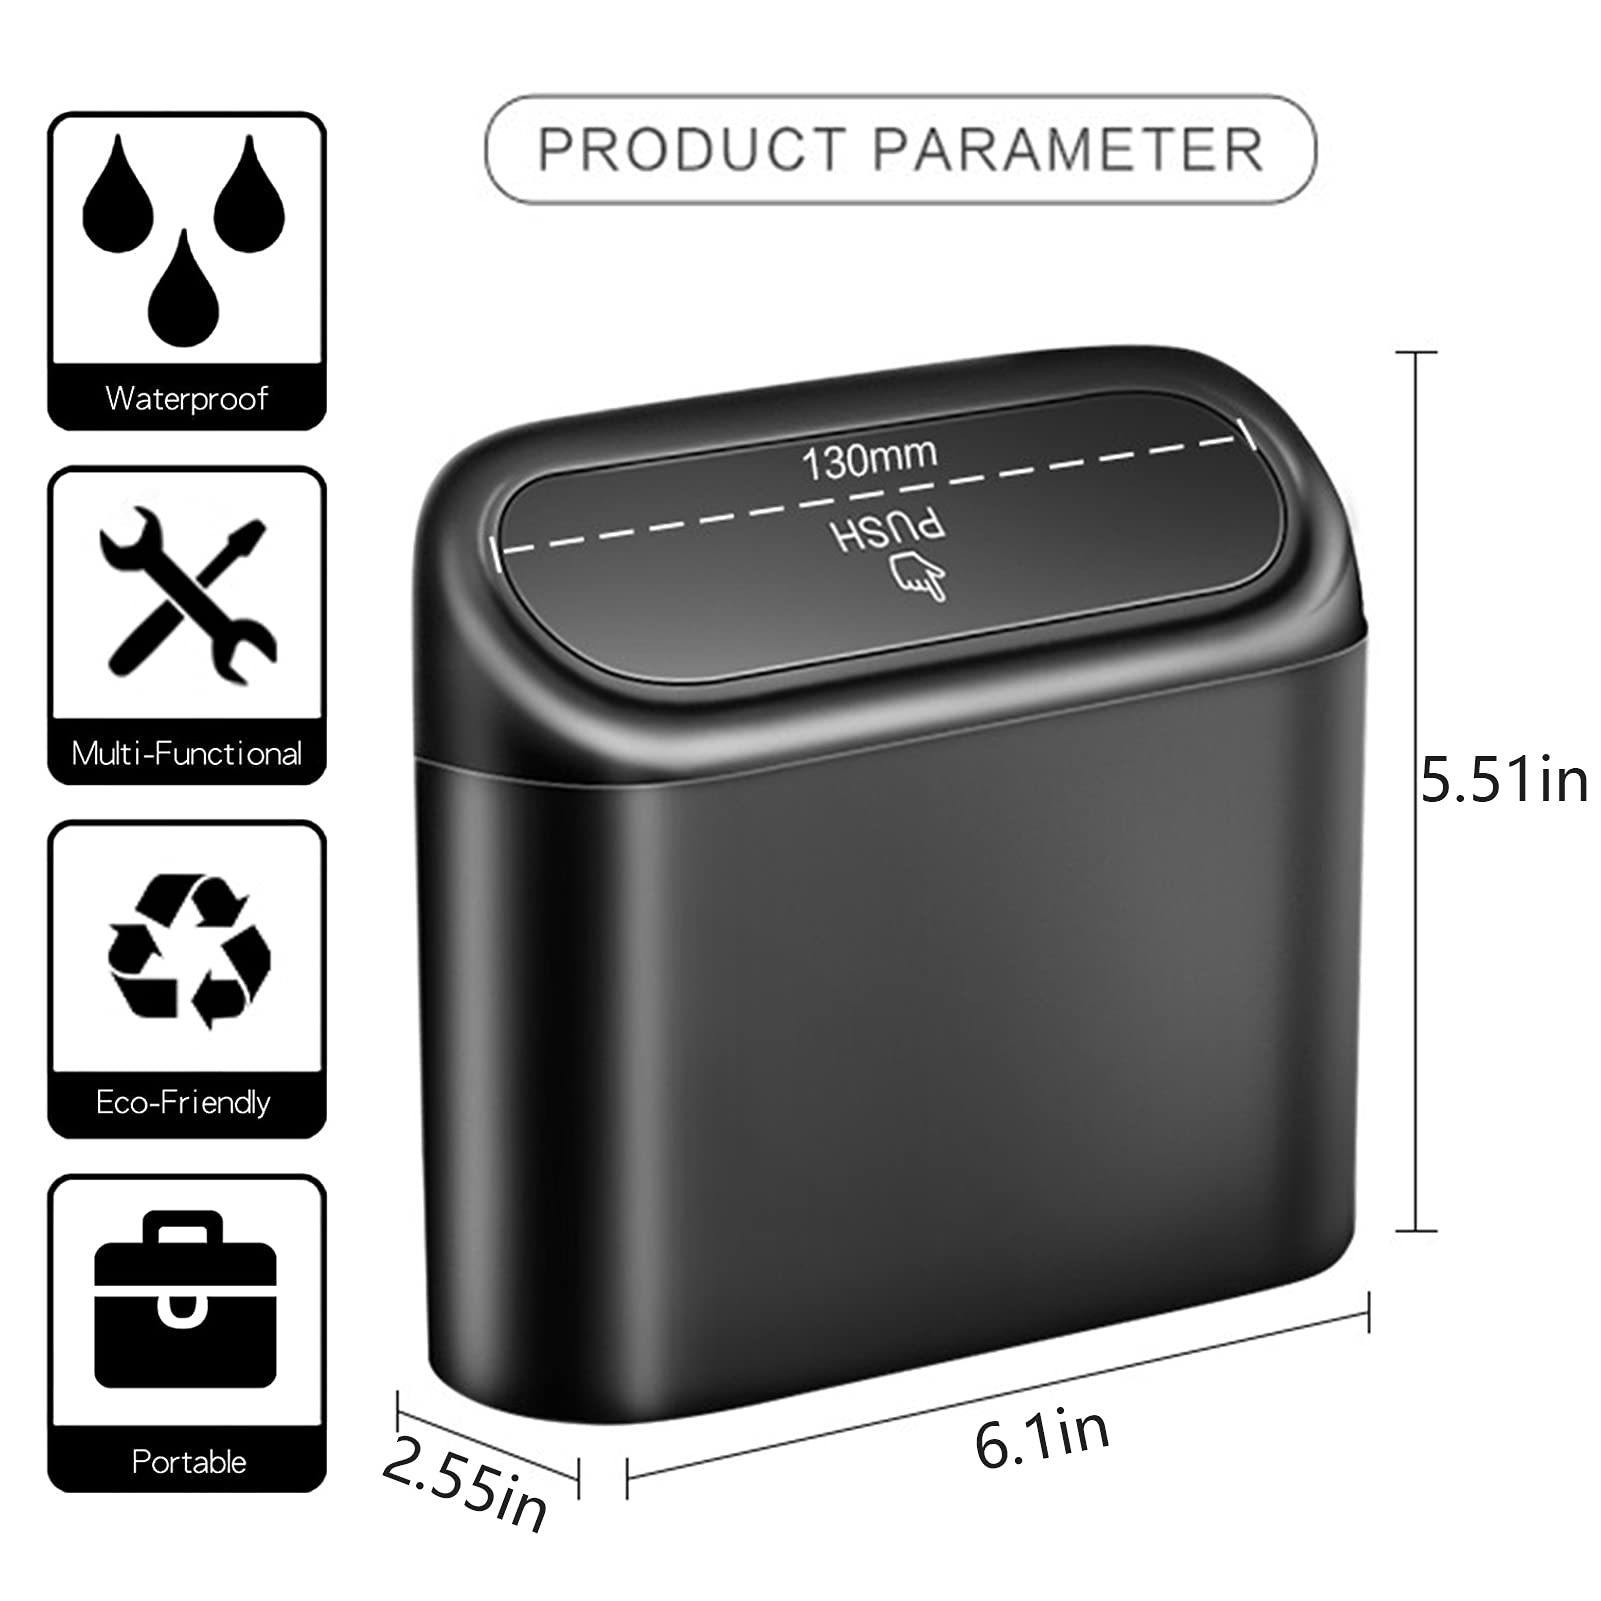 PRODUCT PARAMETER
Waterproof
Multi-Functional
Eco-Friendly
Portable
130mm
PUSH
5.51in
6.1in
2.55in